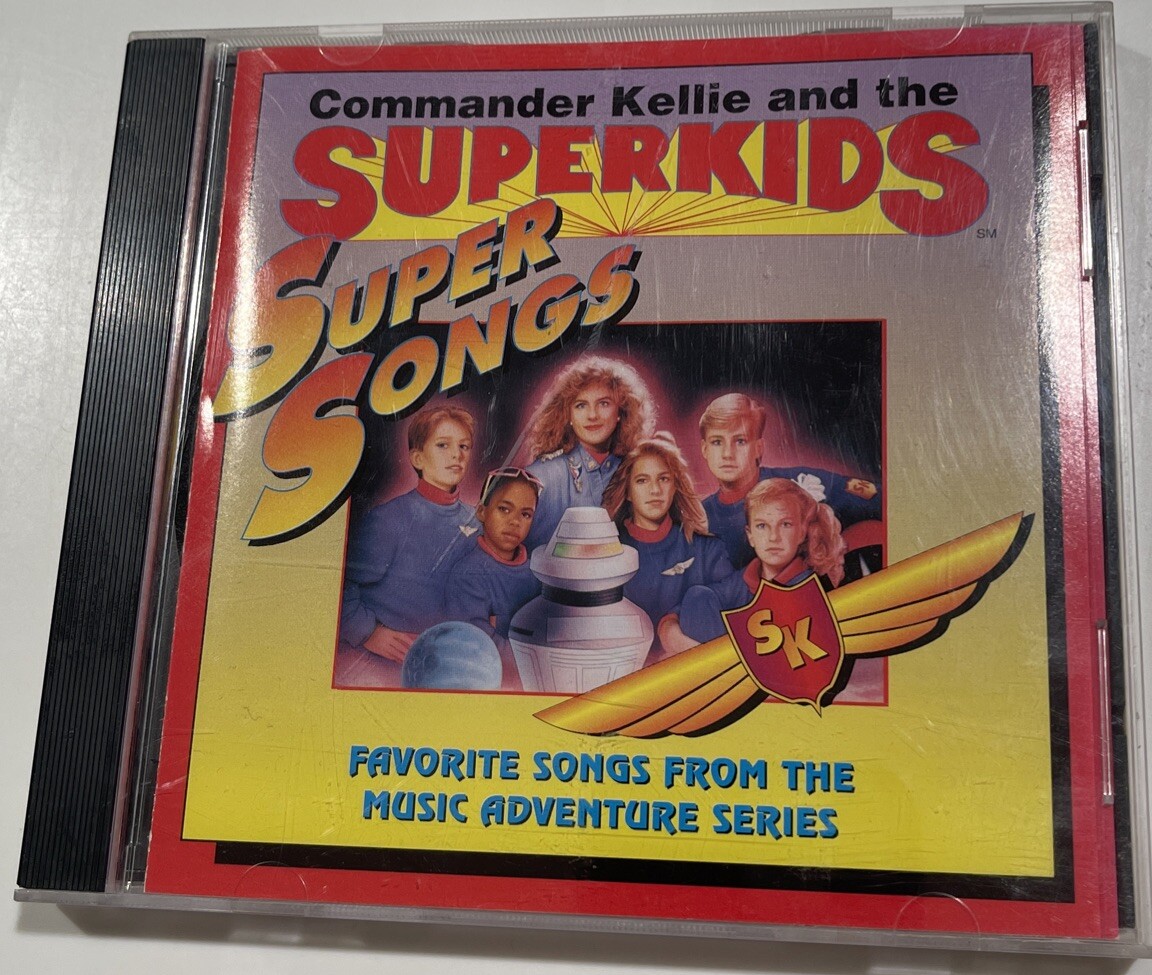 Commander Kellie and the
SUPERKIDS
SM
SUPER
SONGS
SK
FAVORITE SONGS FROM THE
MUSIC ADVENTURE SERIES